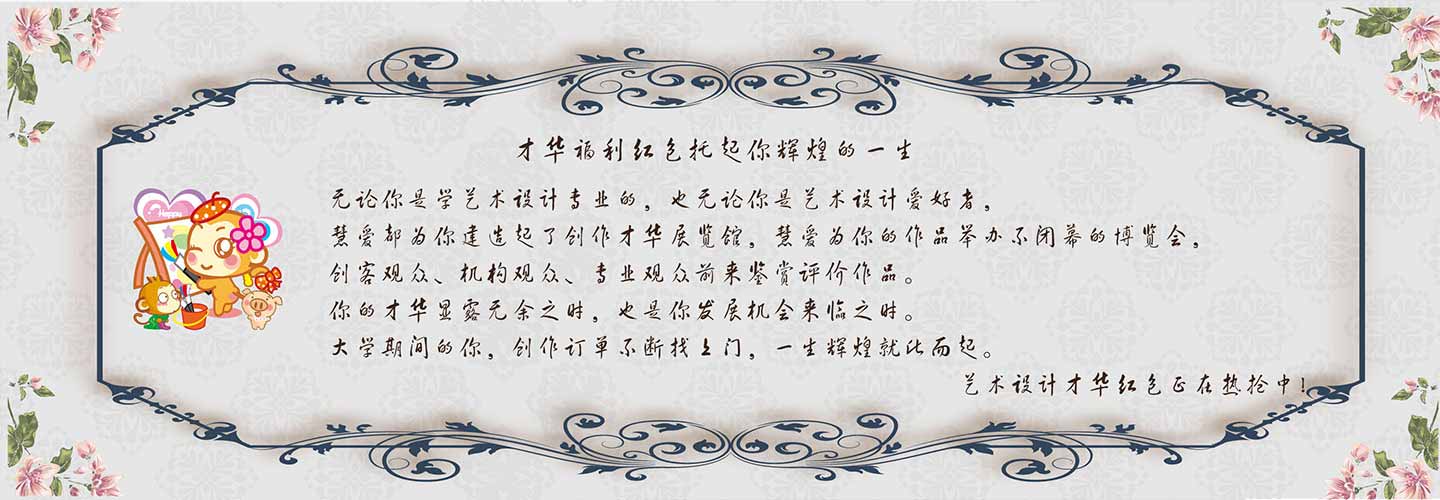 才华福利红色托起你辉煌的一生
无论你是学艺术设计专业的，也无论你是艺术设计爱好者，
慧爱都为你建造起了创作才华展览馆，慧爱为你的作品举办不闭幕的博览会，
Happy
创客观众、机构观众、专业观众前来鉴赏评价作品。
你的才华显露无余之时，也是你发展机会来临之时。
大学期间的你，创作订单不断找上门，一生辉煌就此而起。
艺术设计才华红色正在热抢中！